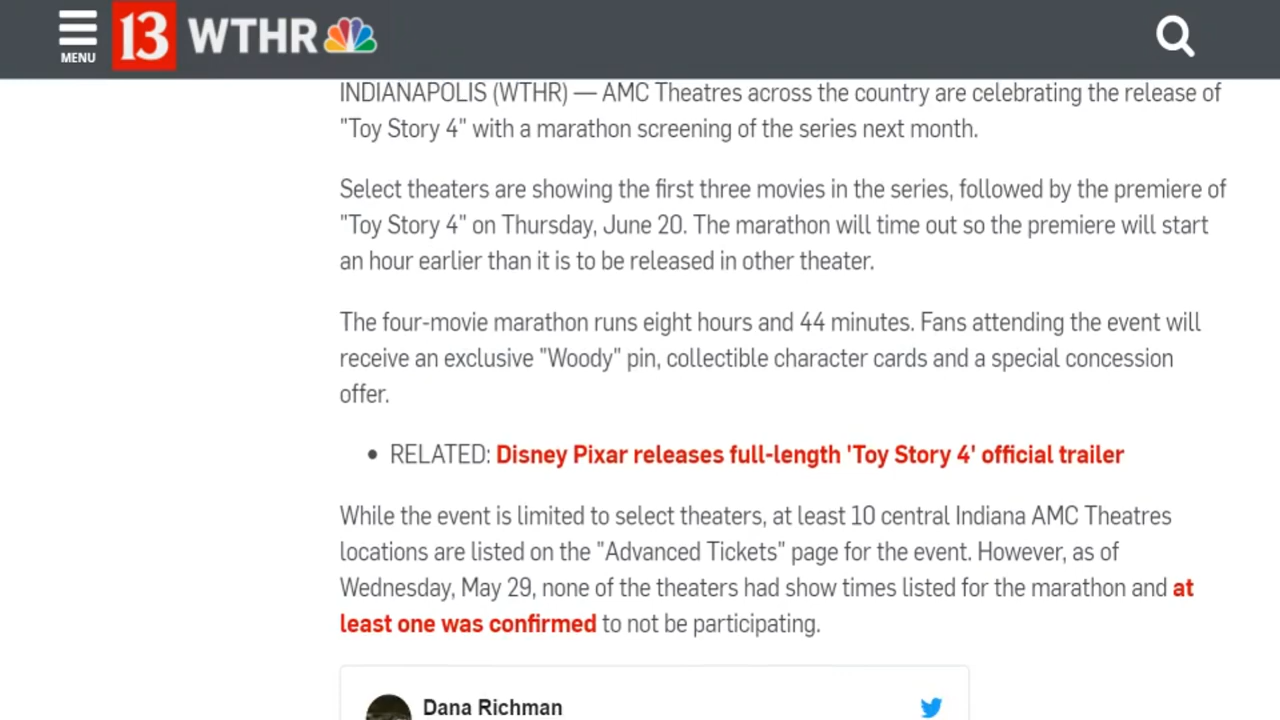 MENU
13 WTHR
INDIANAPOLIS (WTHR) — AMC Theatres across the country are celebrating the release of
"Toy Story 4" with a marathon screening of the series next month.
Select theaters are showing the first three movies in the series, followed by the premiere of
"Toy Story 4" on Thursday, June 20. The marathon will time out so the premiere will start
an hour earlier than it is to be released in other theater.
The four-movie marathon runs eight hours and 44 minutes. Fans attending the event will
receive an exclusive "Woody" pin, collectible character cards and a special concession
offer.
• RELATED: Disney Pixar releases full-length 'Toy Story 4' official trailer
While the event is limited to select theaters, at least 10 central Indiana AMC Theatres
locations are listed on the "Advanced Tickets" page for the event. However, as of
Wednesday, May 29, none of the theaters had show times listed for the marathon and at
least one was confirmed to not be participating.
Dana Richman